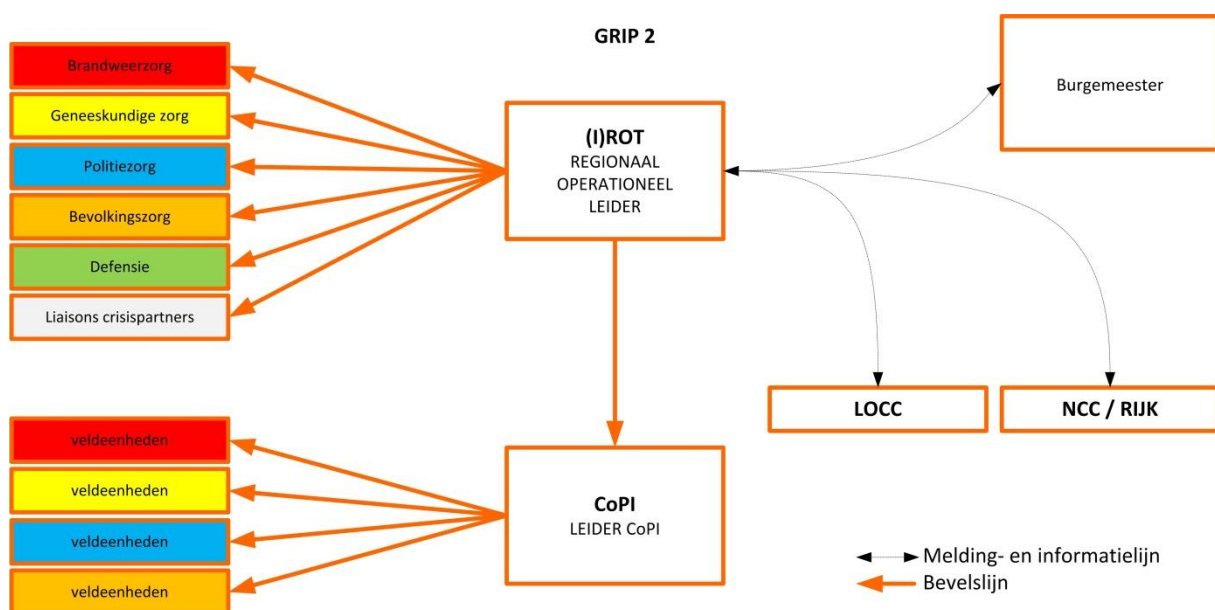 GRIP 2
Brandweerzorg
Geneeskundige zorg
Politiezorg
Bevolkingszorg
Defensie
Liaisons crisispartners
(I)ROT
REGIONAAL
OPERATIONEEL
LEIDER
Burgemeester
LOCC
NCC / RIJK
veldeenheden
veldeenheden
veldeenheden
veldeenheden
CoPI
LEIDER CoPI
Melding- en informatielijn
Bevelslijn